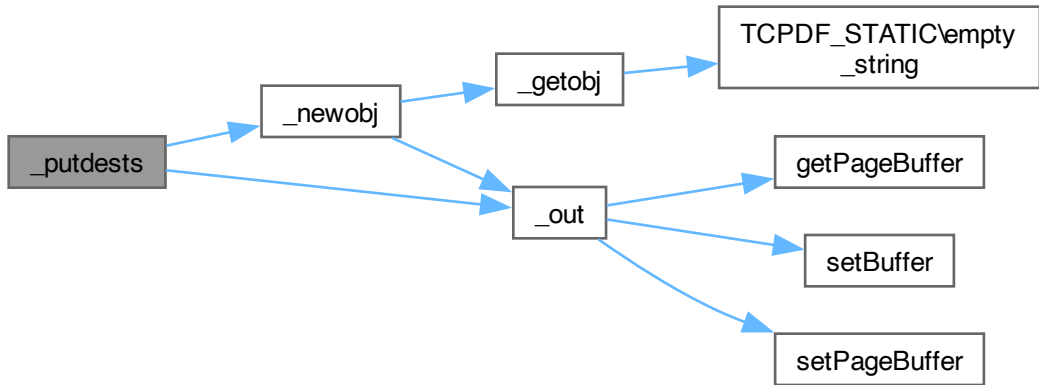 TCPDF_STATIC\empty
_string
_getobj
_newobj
_putdests
getPageBuffer
_out
setBuffer
setPageBuffer